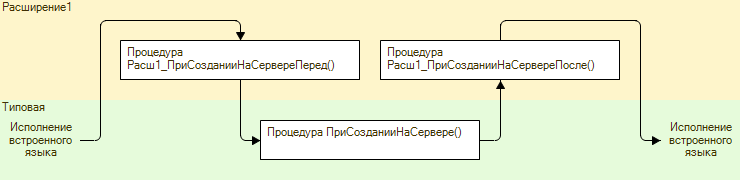 Расширение1
Процедура
Расш1_ПриСозданииНаСервереПеред()
Процедура
Расш1_ПриСозданииНаСервереПосле()
Типовая
Исполнение
встроенного
языка
Процедура ПриСозданииНаСервере()
Исполнение
встроенного
языка